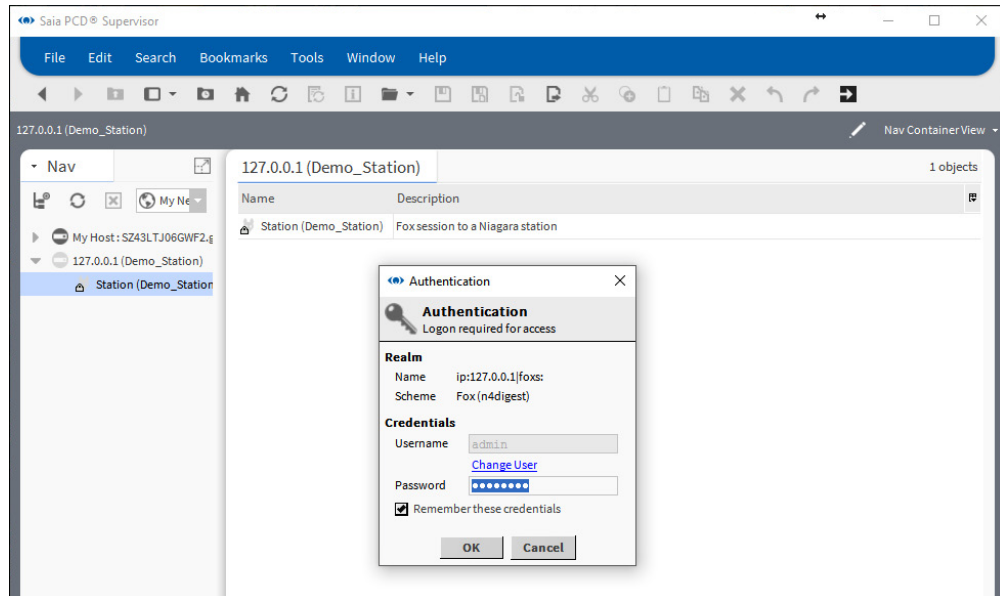 Saia PCD® Supervisor
File Edit Search Bookmarks Tools Window Help
127.0.0.1 (Demo_Station) Nav Container View
Nav
127.0.0.1 (Demo_Station) 1 objects
My Ne
Name Description
Station (Demo_Station) Fox session to a Niagara station
My Host : SZ43LTJ06GWF2.g
127.0.0.1 (Demo_Station)
Station (Demo_Station
Authentication
Authentication
Logon required for access
Realm
Name ip:127.0.0.1|foxs:
Scheme Fox (n4digest)
Credentials
Username admin
Change User
Password ••••••••
Remember these credentials
OK Cancel